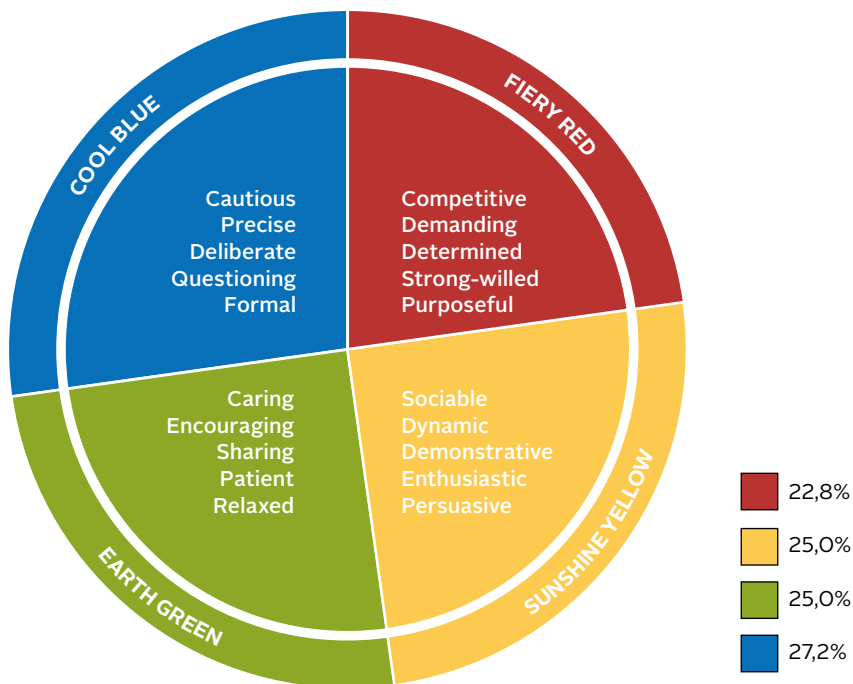 COOL BLUE
Cautious
Precise
Deliberate
Questioning
Formal
FIERY RED
Competitive
Demanding
Determined
Strong-willed
Purposeful
EARTH GREEN
Caring
Encouraging
Sharing
Patient
Relaxed
SUNSHINE YELLOW
Sociable
Dynamic
Demonstrative
Enthusiastic
Persuasive
22,8%
25,0%
25,0%
27,2%